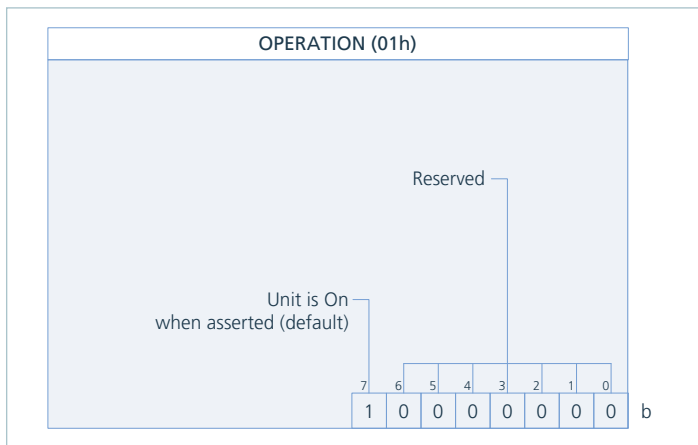 OPERATION (01h)
Reserved
Unit is On
when asserted (default)
7 6 5 4 3 2 1 0
1 0 0 0 0 0 0 0 b